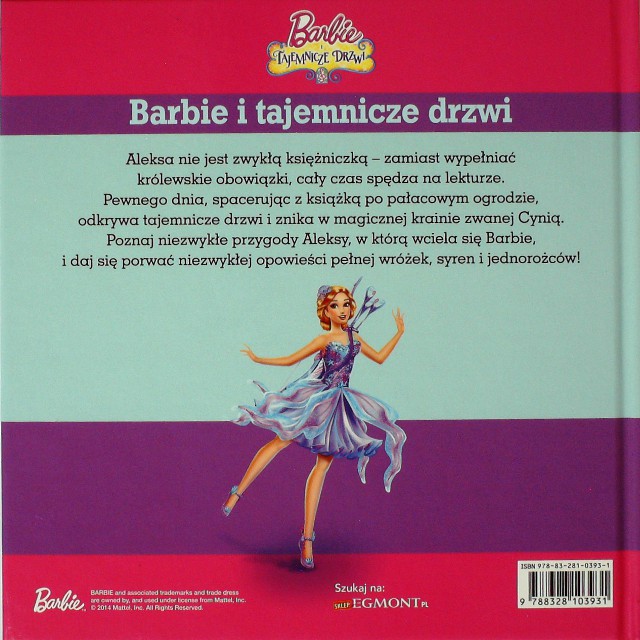 Barbie
i
TAJEMNICZE DRZWI
Barbie i tajemnicze drzwi
Aleksa nie jest zwykłą księżniczką – zamiast wypełniać
królewskie obowiązki, cały czas spędza na lekturze.
Pewnego dnia, spacerując z książką po pałacowym ogrodzie,
odkrywa tajemnicze drzwi i znika w magicznej krainie zwanej Cynią.
Poznaj niezwykłe przygody Aleksy, w którą wciela się Barbie,
i daj się porwać niezwykłej opowieści pełnej wróżek, syren i jednorożców!
Barbie
BARBIE and associated trademarks and trade dress
are owned by, and used under license from Mattel, Inc.
© 2014 Mattel, Inc. All Rights Reserved.
Szukaj na:
SKLEP EGMONT.PL
ISBN 978-83-281-0393-1
9 788328 103931